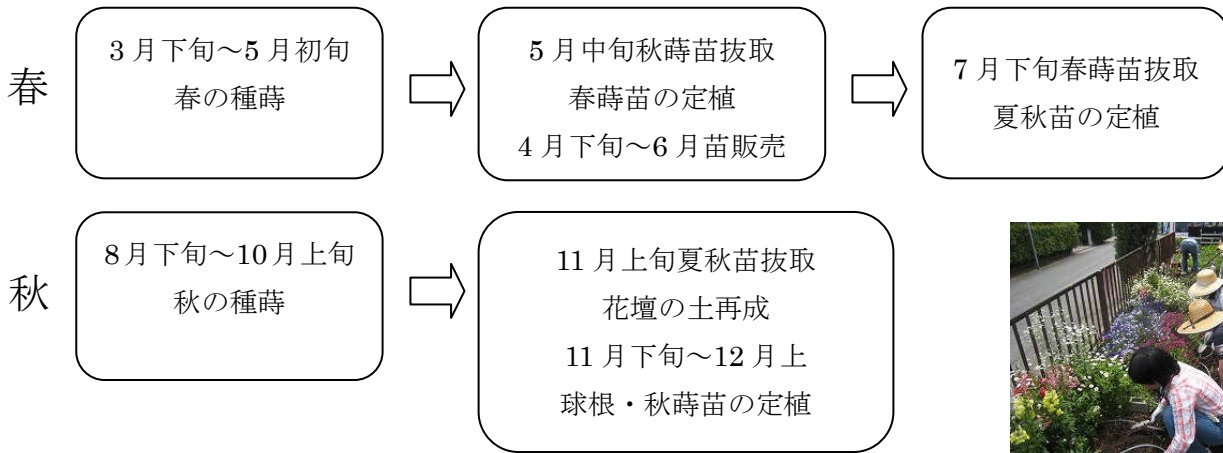 春
3月下旬～5月初旬
春の種蒔
5月中旬秋蒔苗抜取
春蒔苗の定植
4月下旬～6月苗販売
7月下旬春蒔苗抜取
夏秋苗の定植
秋
8月下旬～10月上旬
秋の種蒔
11月上旬夏秋苗抜取
花壇の土再成
11月下旬～12月上
球根・秋蒔苗の定植